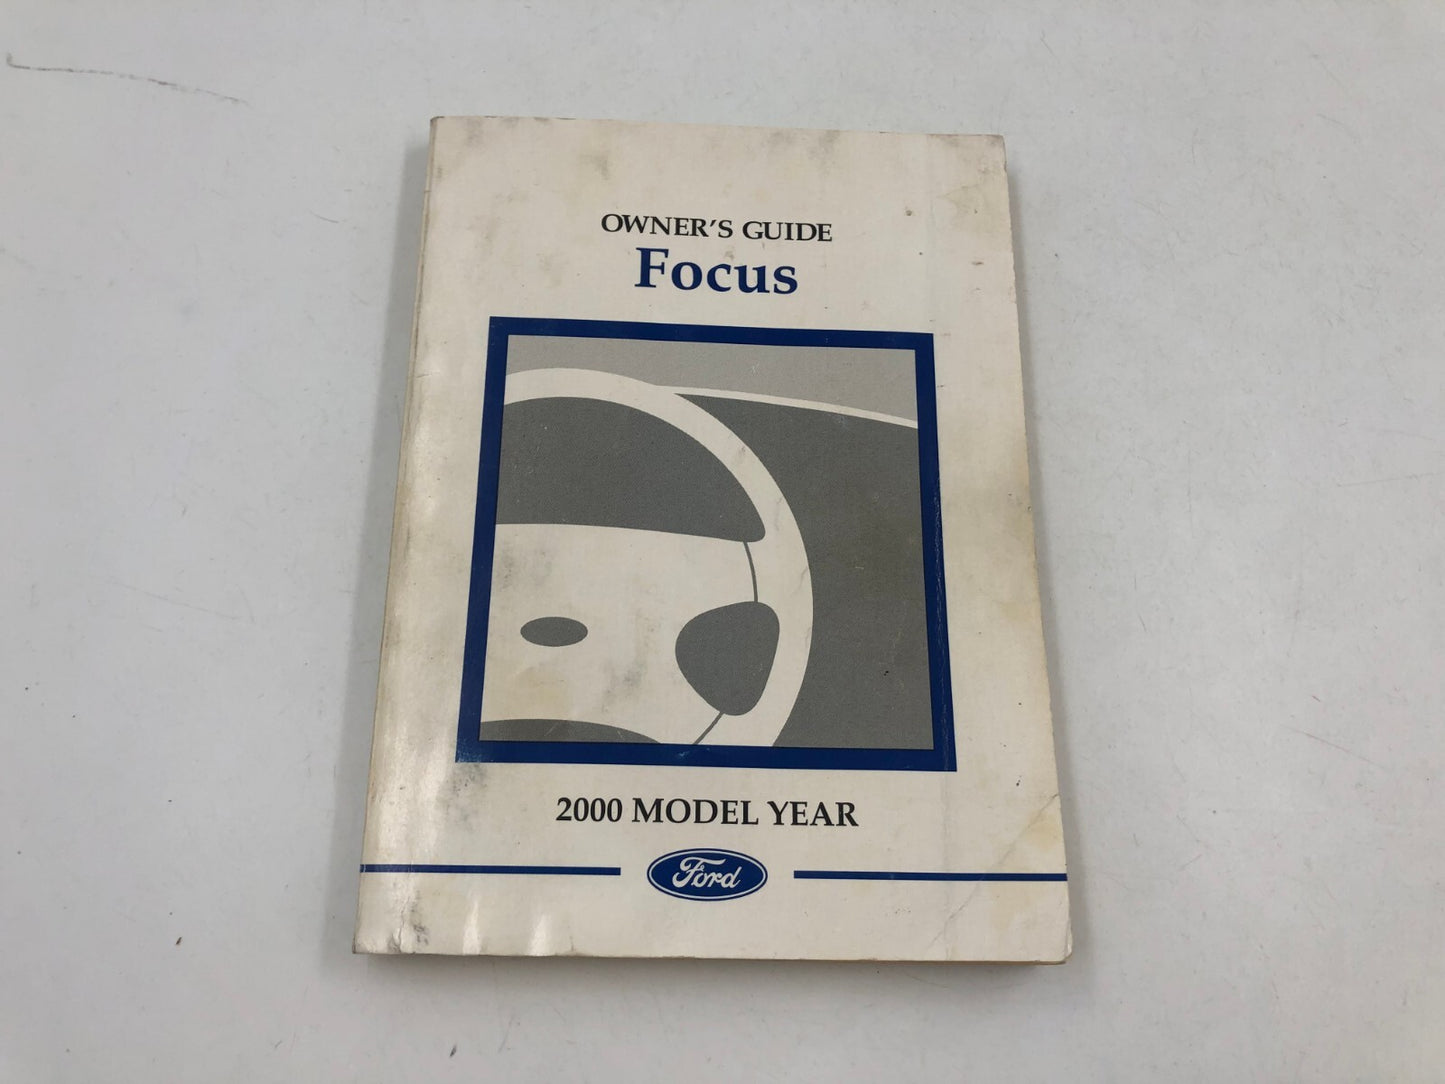 OWNER'S GUIDE
Focus
2000 MODEL YEAR
Ford